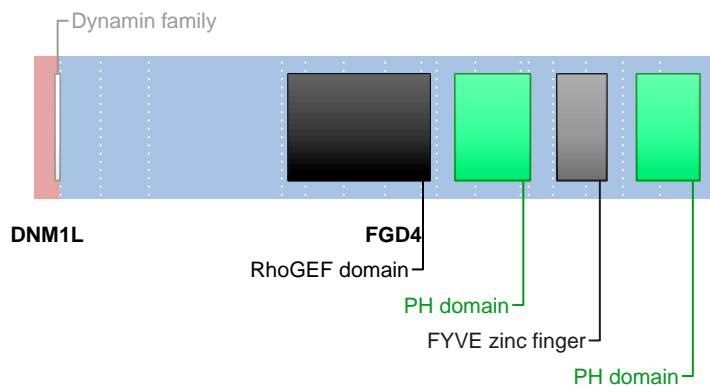 Dynamin family
DNM1L
FGD4
RhoGEF domain
PH domain
FYVE zinc finger
PH domain